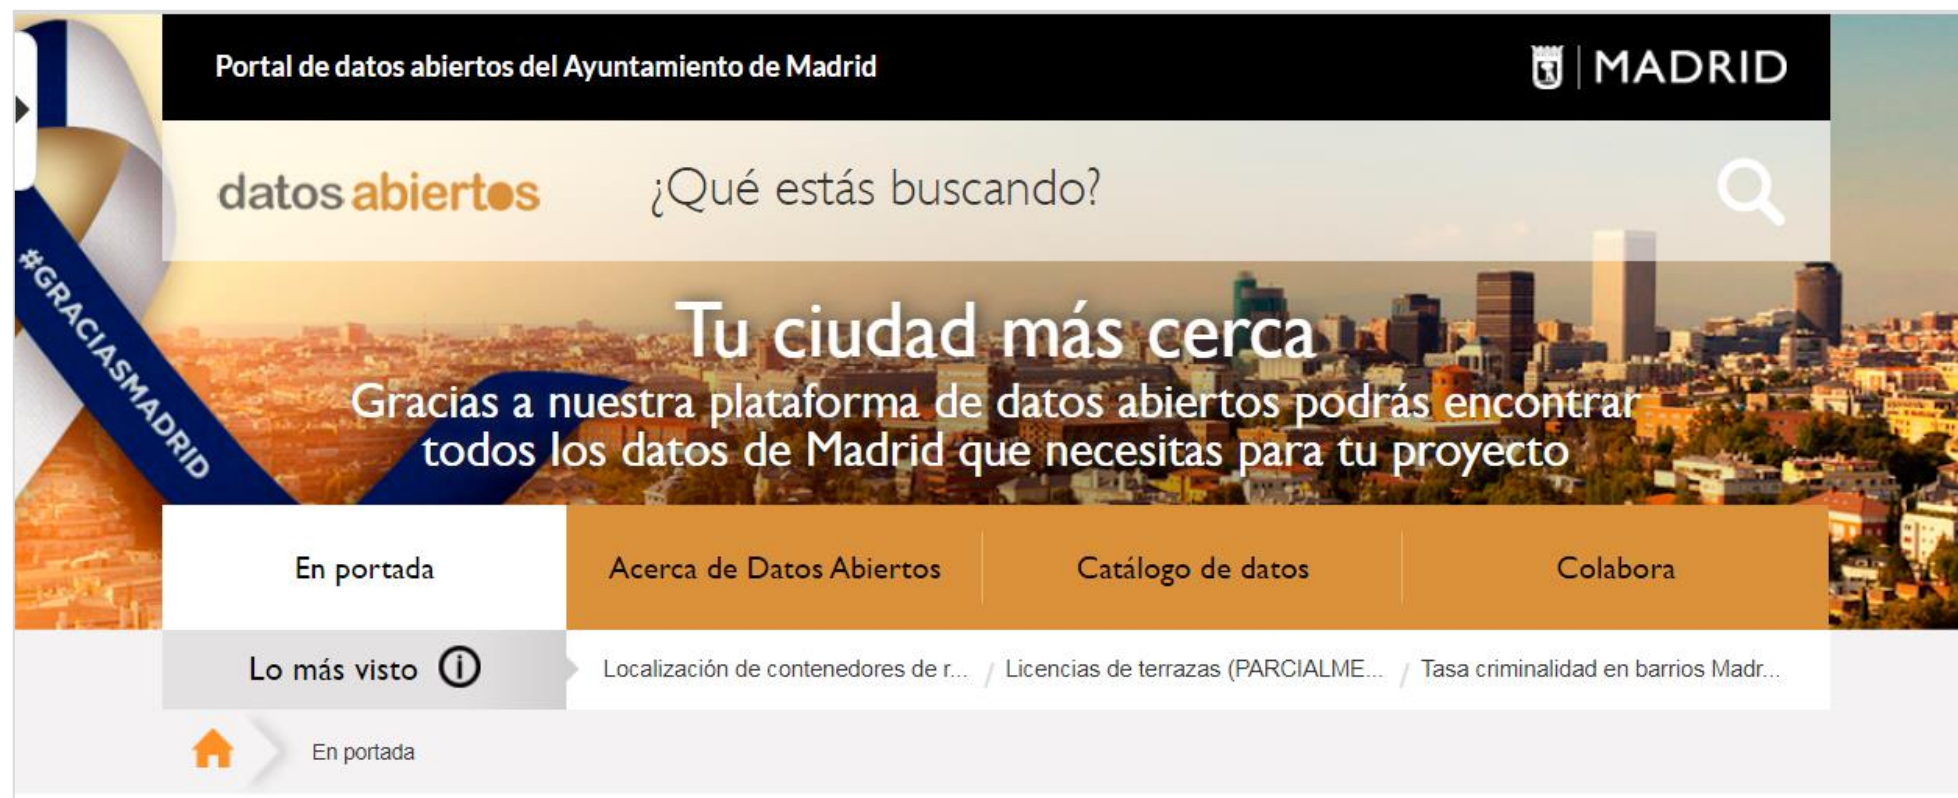 Portal de datos abiertos del Ayuntamiento de Madrid
MADRID
datos abiertos
¿Qué estás buscando?
#GRACIASMADRID
Tu ciudad más cerca
Gracias a nuestra plataforma de datos abiertos podrás encontrar
todos los datos de Madrid que necesitas para tu proyecto
En portada
Acerca de Datos Abiertos
Catálogo de datos
Colabora
Lo más visto
Localización de contenedores de r... / Licencias de terrazas (PARCIALME... / Tasa criminalidad en barrios Madr...
En portada